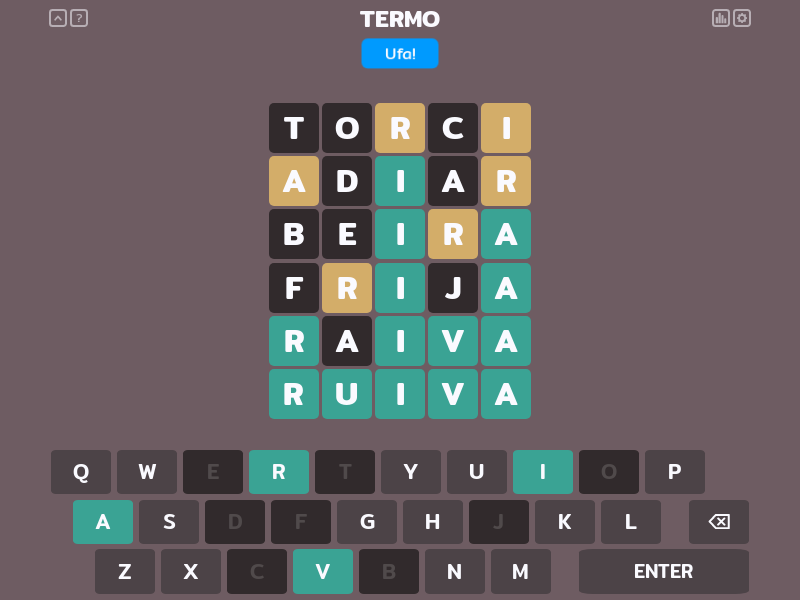 ?
TERMO
Ufa!
TORCI
ADIAR
BEIRA
FRIJA
RAIVA
RUIVA
Q W E R T Y U I O P
A S D F G H J K L
Z X C V B N M ENTER